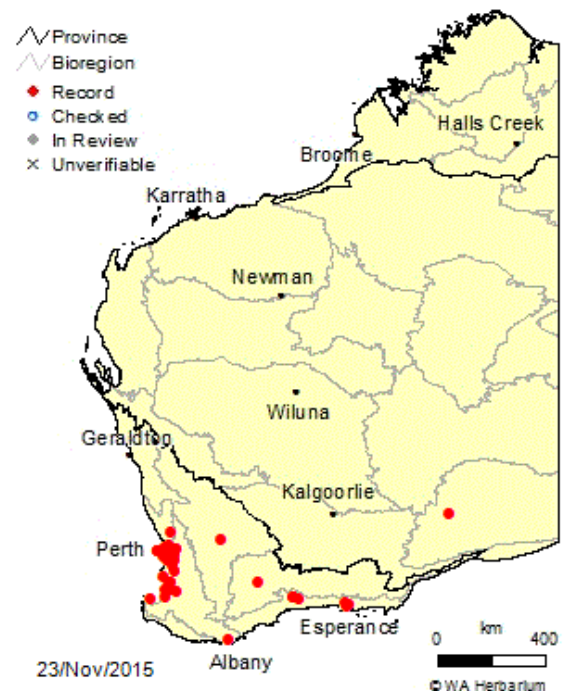 Province
Bioregion
Record
Checked
In Review
Unverifiable
Halls Creek
Broome
Karratha
Newman
Wiluna
Geraldton
Kalgoorlie
Perth
Esperance
Albany
km
0 400
23/Nov/2015
© WA Herbarium